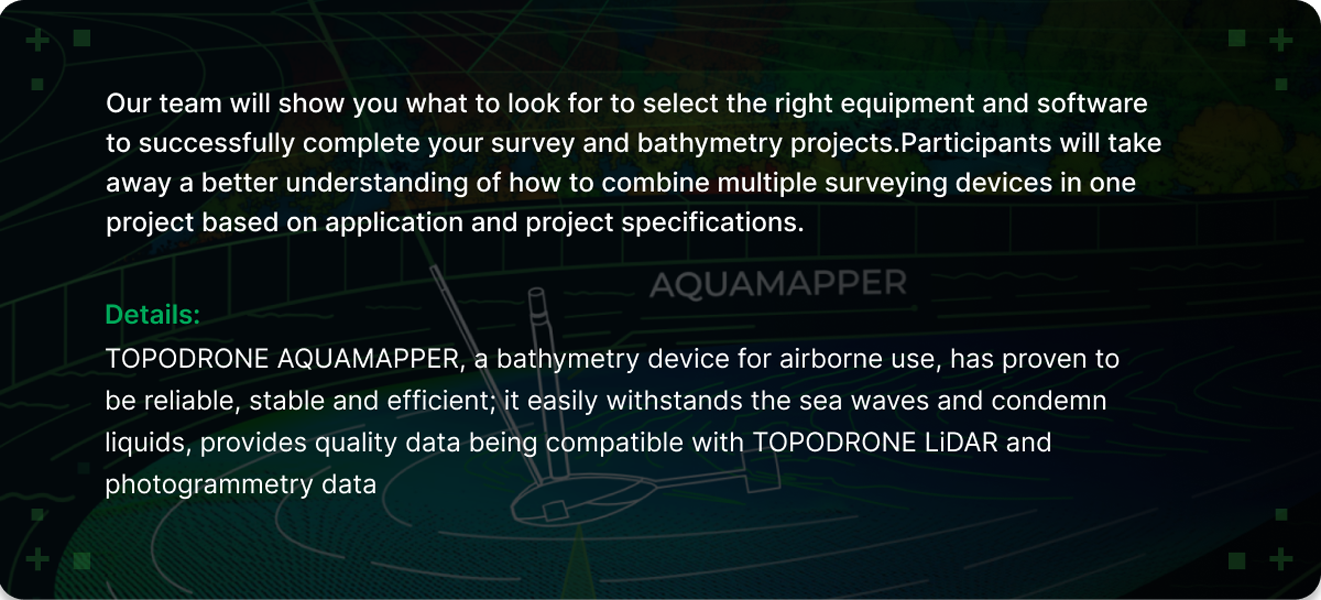 Our team will show you what to look for to select the right equipment and software
to successfully complete your survey and bathymetry projects.Participants will take
away a better understanding of how to combine multiple surveying devices in one
project based on application and project specifications.
AQUAMAPPER
Details:
TOPODRONE AQUAMAPPER, a bathymetry device for airborne use, has proven to
be reliable, stable and efficient; it easily withstands the sea waves and condemn
liquids, provides quality data being compatible with TOPODRONE LiDAR and
photogrammetry data